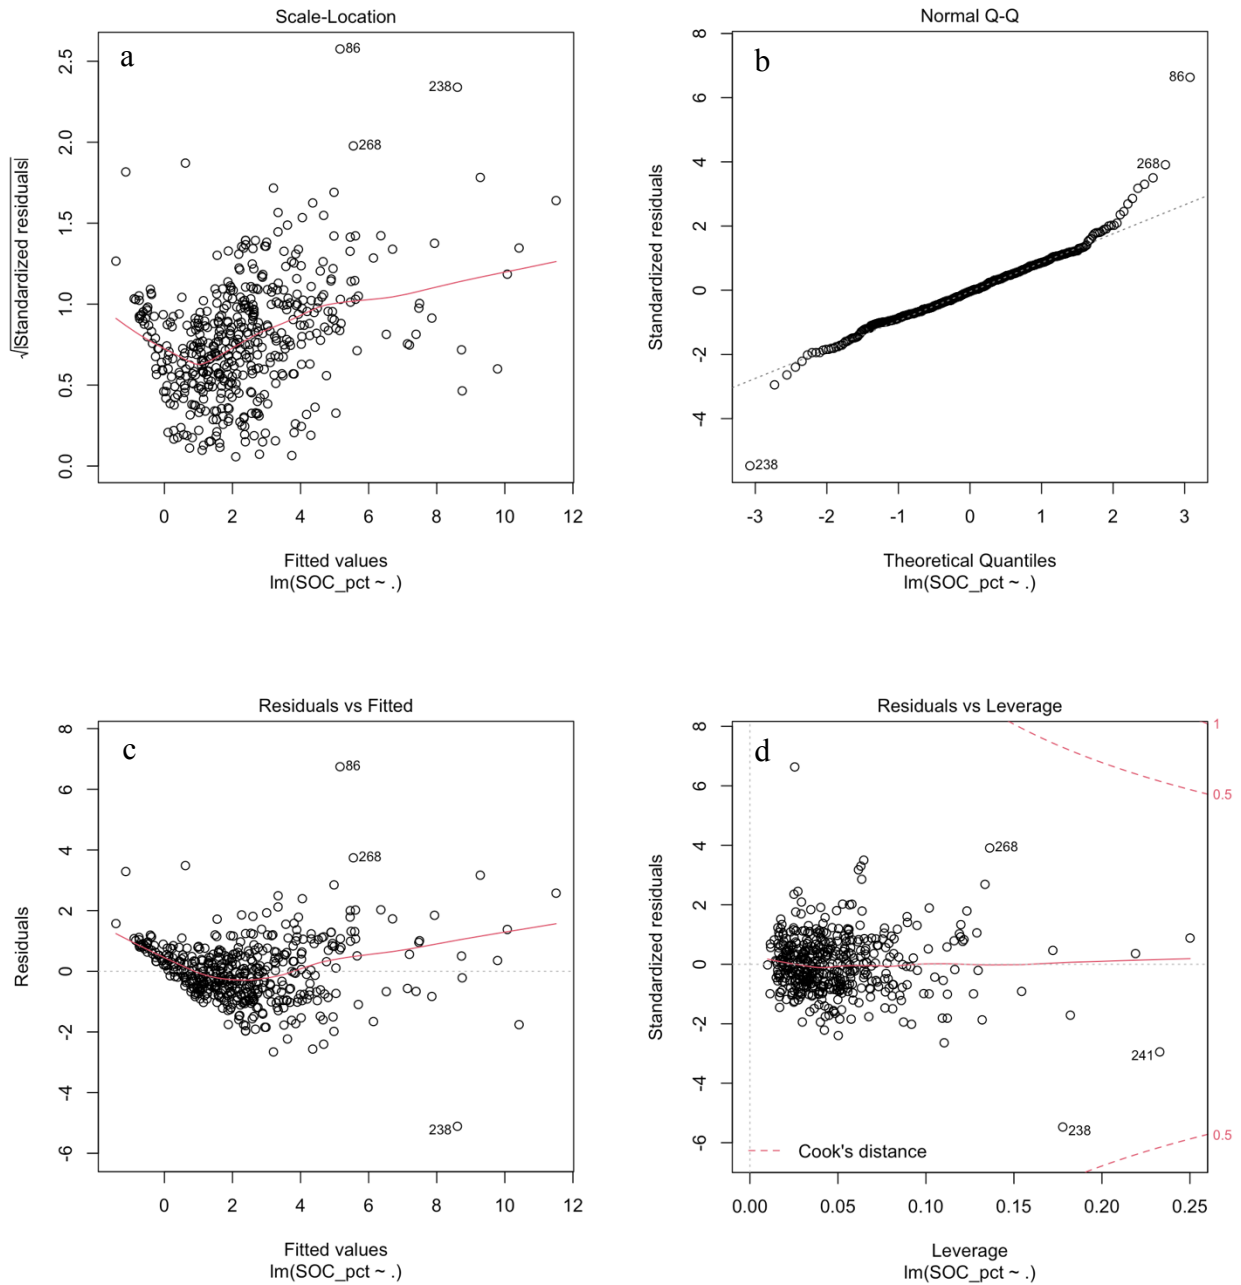 Scale-Location
a
86
238
268
2.5
2.0
1.5
1.0
0.5
0.0
√|Standardized residuals|
0 2 4 6 8 10 12
Fitted values
lm(SOC_pct ~ .)
Normal Q-Q
b
86
268
238
8
6
4
2
0
-2
-4
Standardized residuals
-3 -2 -1 0 1 2 3
Theoretical Quantiles
lm(SOC_pct ~ .)
Residuals vs Fitted
c
86
268
238
8
6
4
2
0
-2
-4
-6
Residuals
0 2 4 6 8 10 12
Fitted values
lm(SOC_pct ~ .)
Residuals vs Leverage
d
1
0.5
268
241
238
0.5
Cook's distance
8
6
4
2
0
-2
-4
-6
Standardized residuals
0.00 0.05 0.10 0.15 0.20 0.25
Leverage
lm(SOC_pct ~ .)